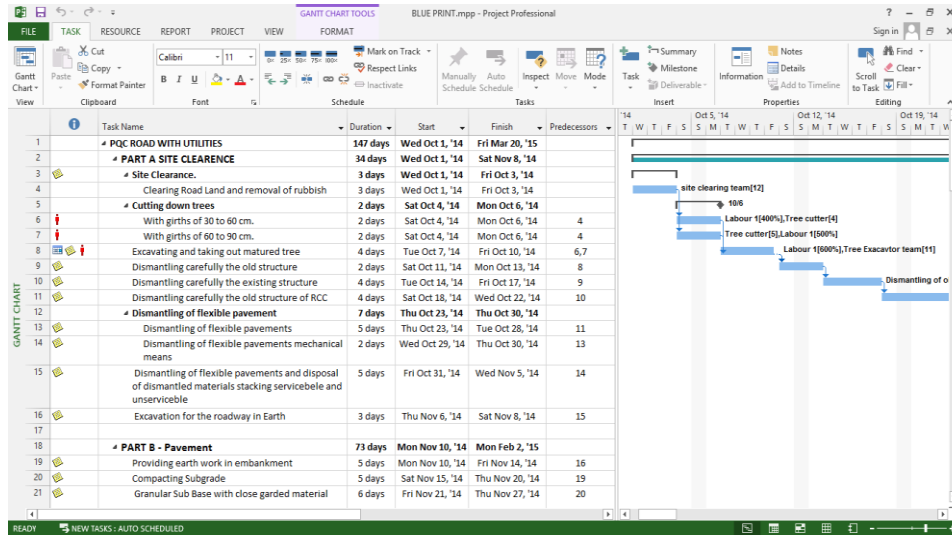 GANTT CHART TOOLS
BLUE PRINT.mpp - Project Professional
FILE TASK RESOURCE REPORT PROJECT VIEW FORMAT
Sign in
Gantt Chart
View
Paste
Cut
Copy
Format Painter
Clipboard
Calibri 11
B I U A
Font
0% 25% 50% 75% 100%
Mark on Track
Respect Links
Inactivate
Schedule
Manually Schedule
Auto Schedule
Inspect
Move
Mode
Tasks
Task
Summary
Milestone
Deliverable
Insert
Information
Notes
Details
Add to Timeline
Properties
Scroll to Task
Find
Clear
Fill
Editing
Task Name Duration Start Finish Predecessors
'14 Oct 5, '14 Oct 12, '14 Oct 19, '14
T W T F S S M T W T F S S M T W T F S S M T W
1 PQC ROAD WITH UTILITIES 147 days Wed Oct 1, '14 Fri Mar 20, '15
2 PART A SITE CLEARENCE 34 days Wed Oct 1, '14 Sat Nov 8, '14
3 Site Clearance. 3 days Wed Oct 1, '14 Fri Oct 3, '14
4 Clearing Road Land and removal of rubbish 3 days Wed Oct 1, '14 Fri Oct 3, '14
site clearing team[12]
5 Cutting down trees 2 days Sat Oct 4, '14 Mon Oct 6, '14
10/6
6 With girths of 30 to 60 cm. 2 days Sat Oct 4, '14 Mon Oct 6, '14 4
Labour 1[400%],Tree cutter[4]
7 With girths of 60 to 90 cm. 2 days Sat Oct 4, '14 Mon Oct 6, '14 4
Tree cutter[5],Labour 1[500%]
8 Excavating and taking out matured tree 4 days Tue Oct 7, '14 Fri Oct 10, '14 6,7
Labour 1[600%],Tree Exacavtor team[11]
9 Dismantling carefully the old structure 2 days Sat Oct 11, '14 Mon Oct 13, '14 8
10 Dismantling carefully the existing structure 4 days Tue Oct 14, '14 Fri Oct 17, '14 9
Dismantling of
11 Dismantling carefully the old structure of RCC 4 days Sat Oct 18, '14 Wed Oct 22, '14 10
12 Dismantling of flexible pavement 7 days Thu Oct 23, '14 Thu Oct 30, '14
13 Dismantling of flexible pavements 5 days Thu Oct 23, '14 Tue Oct 28, '14 11
14 Dismantling of flexible pavements mechanical 2 days Wed Oct 29, '14 Thu Oct 30, '14 13
means
15 Dismantling of flexible pavements and disposal 5 days Fri Oct 31, '14 Wed Nov 5, '14 14
of dismantled materials stacking servicebele and
unserviceble
16 Excavation for the roadway in Earth 3 days Thu Nov 6, '14 Sat Nov 8, '14 15
17
18 PART B - Pavement 73 days Mon Nov 10, '14 Mon Feb 2, '15
19 Providing earth work in embankment 5 days Mon Nov 10, '14 Fri Nov 14, '14 16
20 Compacting Subgrade 5 days Sat Nov 15, '14 Thu Nov 20, '14 19
21 Granular Sub Base with close garded material 6 days Fri Nov 21, '14 Thu Nov 27, '14 20
GANTT CHART
READY NEW TASKS : AUTO SCHEDULED